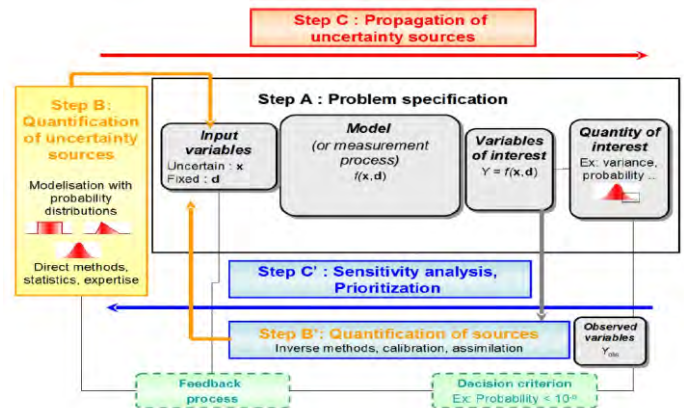 Step C : Propagation of
uncertainty sources
Step B:
Quantification
of uncertainty
sources
Modelisation with
probability
distributions
Direct methods,
statistics, expertise
Step A : Problem specification
Input
variables
Uncertain : x
Fixed : d
Model
(or measurement
process)
f(x,d)
Variables
of interest
Y = f(x,d)
Quantity of
interest
Ex: variance,
probability ..
Step C' : Sensitivity analysis,
Prioritization
Step B': Quantification of sources
Inverse methods, calibration, assimilation
Observed
variables
Yobs
Feedback
process
Decision criterion
Ex: Probability < 10